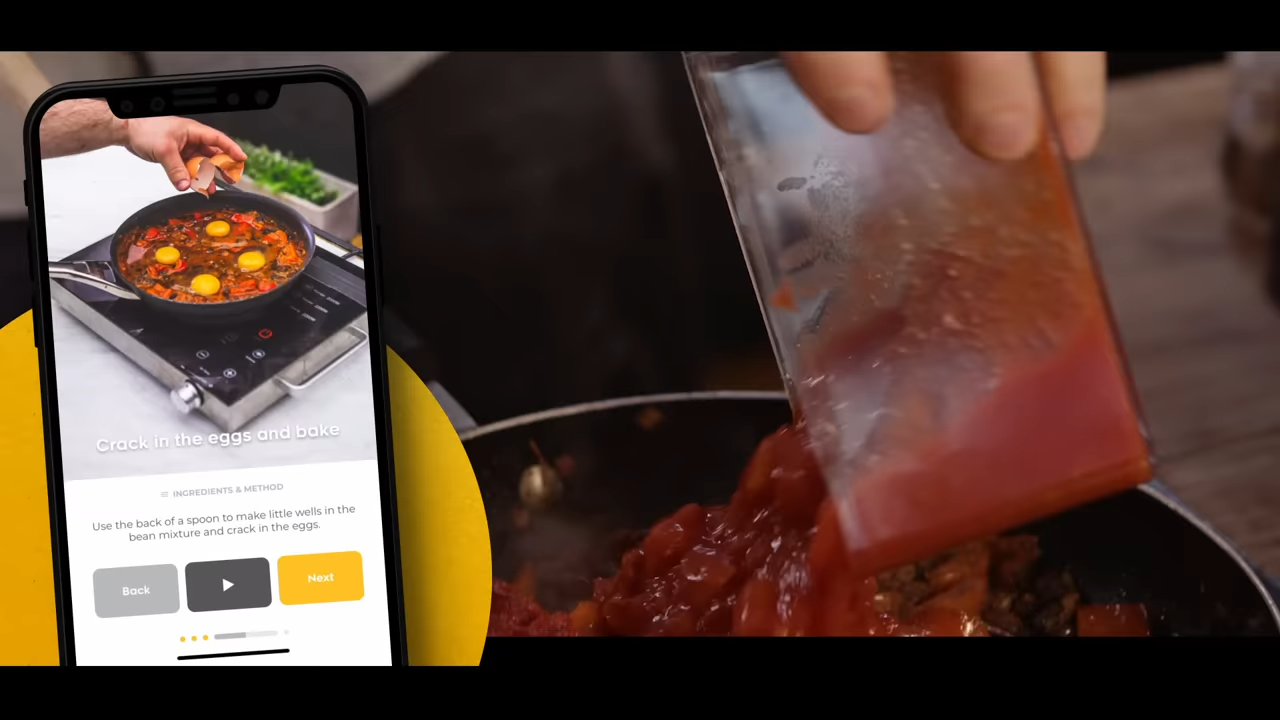 Crack in the eggs and bake
INGREDIENTS & METHOD
Use the back of a spoon to make little wells in the
bean mixture and crack in the eggs.
Back
Next